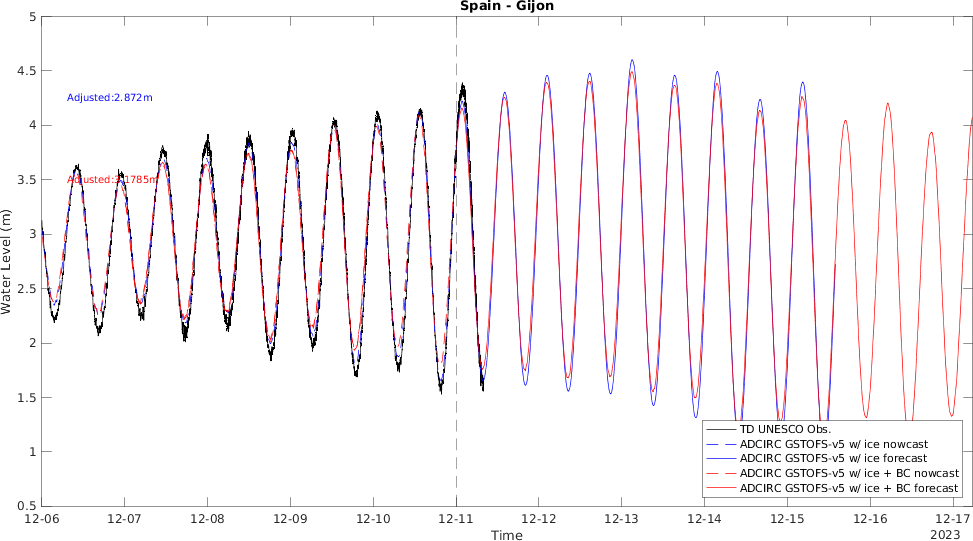 Spain - Gijon
5
4.5
4
3.5
3
2.5
2
1.5
1
0.5
Water Level (m)
Adjusted:2.872m
Adjusted:3.1785m
TD UNESCO Obs.
ADCIRC GSTOFS-v5 w/ ice nowcast
ADCIRC GSTOFS-v5 w/ ice forecast
ADCIRC GSTOFS-v5 w/ ice + BC nowcast
ADCIRC GSTOFS-v5 w/ ice + BC forecast
12-06 12-07 12-08 12-09 12-10 12-11 12-12 12-13 12-14 12-15 12-16 12-17
Time
2023